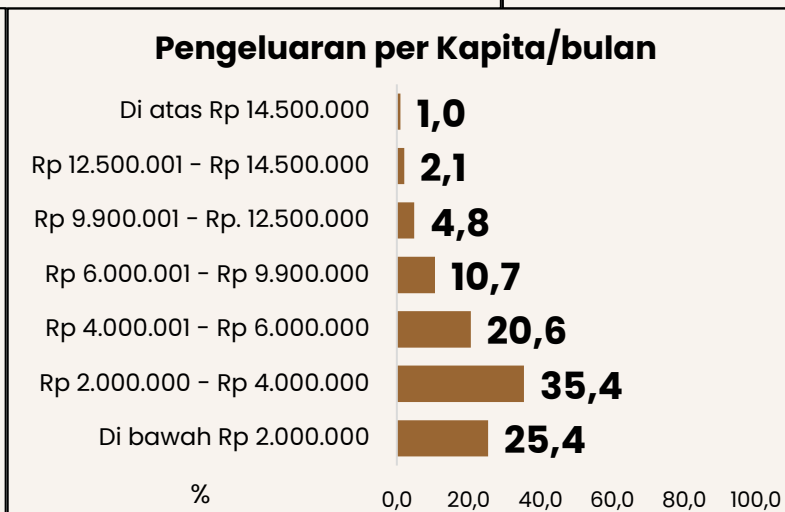 Pengeluaran per Kapita/bulan
Di atas Rp 14.500.000 1,0
Rp 12.500.001 - Rp 14.500.000 2,1
Rp 9.900.001 - Rp. 12.500.000 4,8
Rp 6.000.001 - Rp 9.900.000 10,7
Rp 4.000.001 - Rp 6.000.000 20,6
Rp 2.000.000 - Rp 4.000.000 35,4
Di bawah Rp 2.000.000 25,4
% 0,0 20,0 40,0 60,0 80,0 100,0